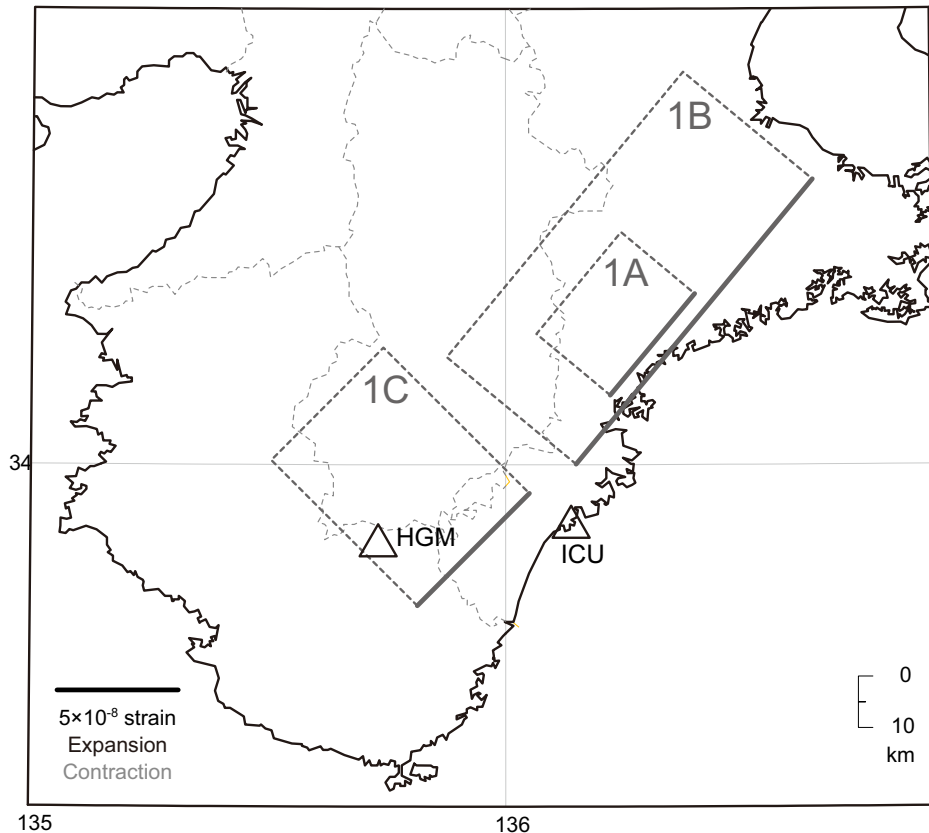 1B
1A
1C
34
HGM
ICU
5×10⁻⁸ strain
Expansion
Contraction
0
10
km
135
136